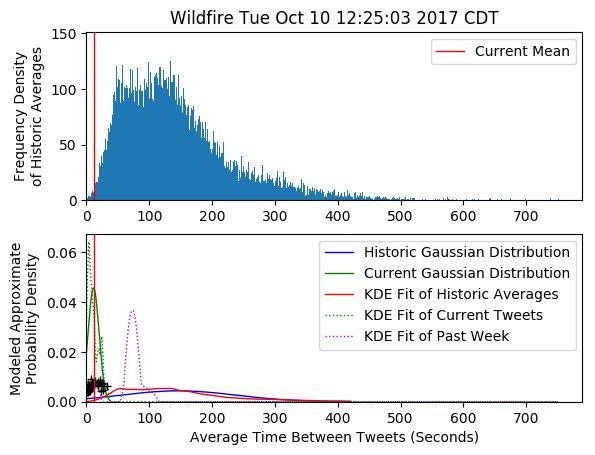 Wildfire Tue Oct 10 12:25:03 2017 CDT
Frequency Density
of Historic Averages
150
100
50
0
Current Mean
0 100 200 300 400 500 600 700
Modeled Approximate
Probability Density
0.06
0.04
0.02
0.00
Historic Gaussian Distribution
Current Gaussian Distribution
KDE Fit of Historic Averages
KDE Fit of Current Tweets
KDE Fit of Past Week
0 100 200 300 400 500 600 700
Average Time Between Tweets (Seconds)